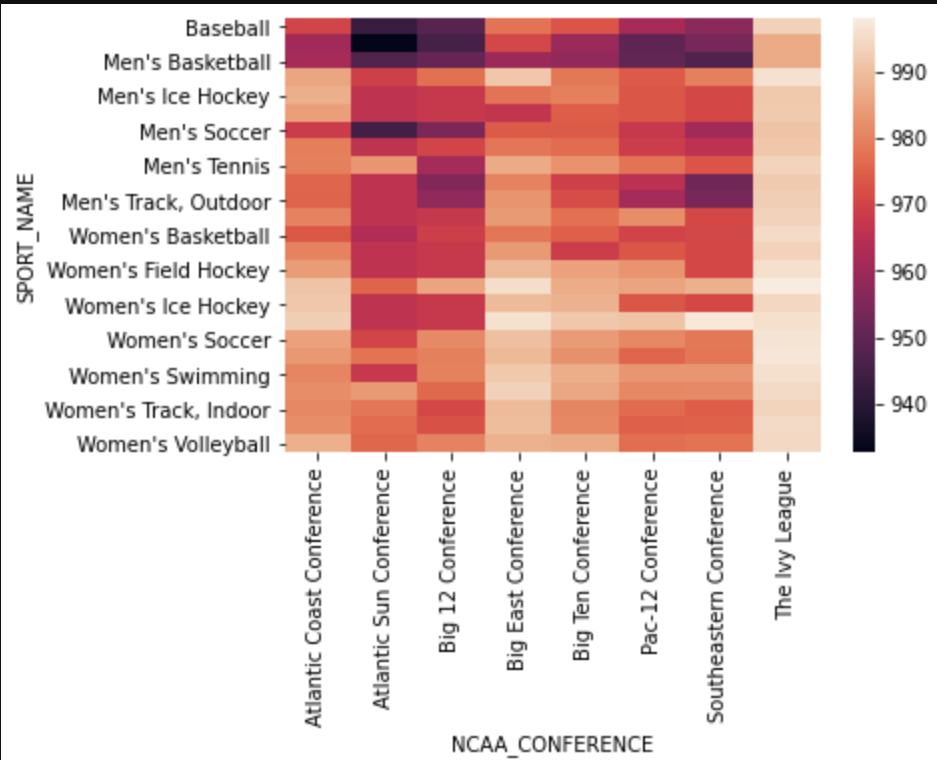 SPORT_NAME
Baseball
Men's Basketball
Men's Ice Hockey
Men's Soccer
Men's Tennis
Men's Track, Outdoor
Women's Basketball
Women's Field Hockey
Women's Ice Hockey
Women's Soccer
Women's Swimming
Women's Track, Indoor
Women's Volleyball
Atlantic Coast Conference
Atlantic Sun Conference
Big 12 Conference
Big East Conference
Big Ten Conference
Pac-12 Conference
Southeastern Conference
The Ivy League
NCAA_CONFERENCE
990
980
970
960
950
940